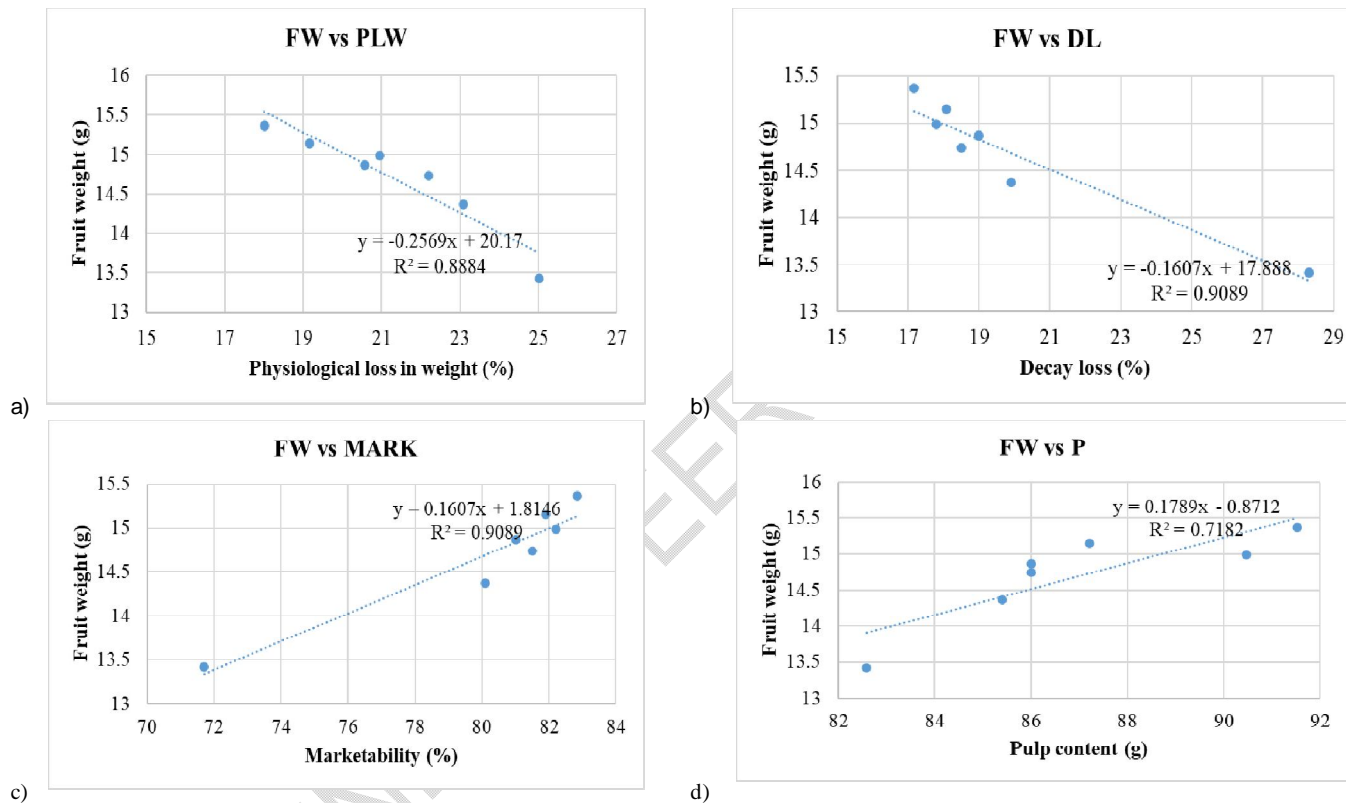 FW vs PLW
Fruit weight (g)
16
15.5
15
14.5
14
13.5
13
y = -0.2569x + 20.17
R² = 0.8884
15 17 19 21 23 25 27
Physiological loss in weight (%)
a)
FW vs DL
Fruit weight (g)
15.5
15
14.5
14
13.5
13
y = -0.1607x + 17.888
R² = 0.9089
15 17 19 21 23 25 27 29
Decay loss (%)
b)
FW vs MARK
Fruit weight (g)
15.5
15
14.5
14
13.5
13
y = 0.1607x + 1.8146
R² = 0.9089
70 72 74 76 78 80 82 84
Marketability (%)
c)
FW vs P
Fruit weight (g)
16
15.5
15
14.5
14
13.5
13
y = 0.1789x - 0.8712
R² = 0.7182
82 84 86 88 90 92
Pulp content (g)
d)